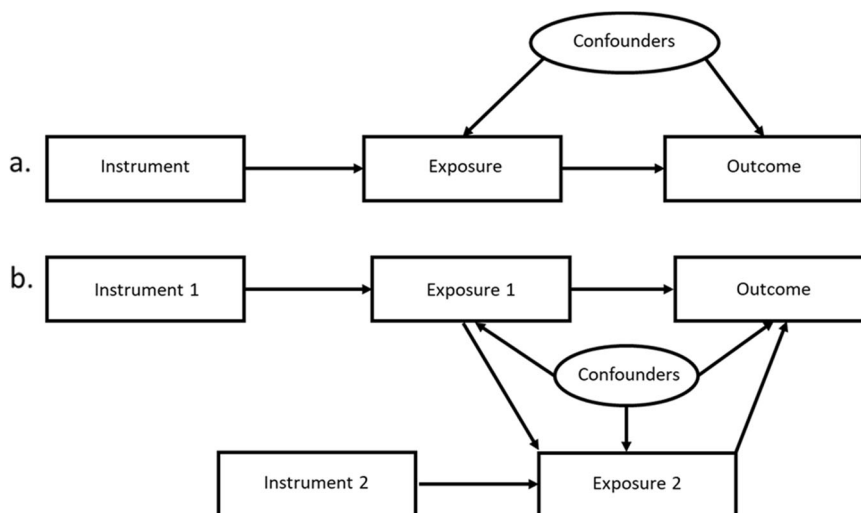 Confounders
a.
Instrument
Exposure
Outcome
b.
Instrument 1
Exposure 1
Outcome
Confounders
Instrument 2
Exposure 2